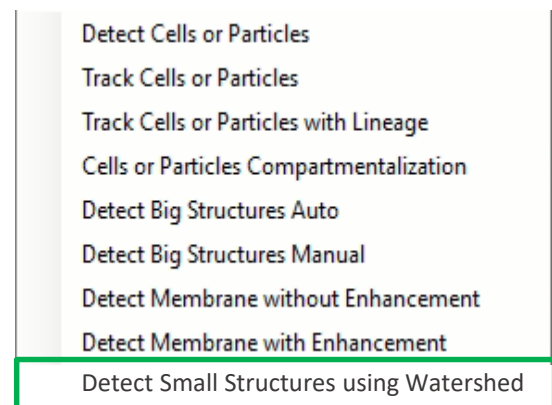 Detect Cells or Particles
Track Cells or Particles
Track Cells or Particles with Lineage
Cells or Particles Compartmentalization
Detect Big Structures Auto
Detect Big Structures Manual
Detect Membrane without Enhancement
Detect Membrane with Enhancement
Detect Small Structures using Watershed